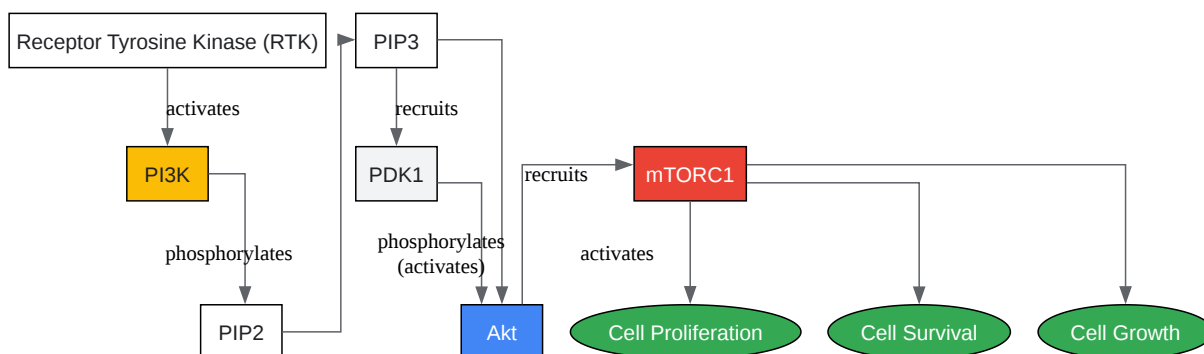 Receptor Tyrosine Kinase (RTK)
PIP3
activates
recruits
PI3K
PDK1
recruits
mTORC1
phosphorylates
phosphorylates
(activates)
activates
PIP2
Akt
Cell Proliferation
Cell Survival
Cell Growth